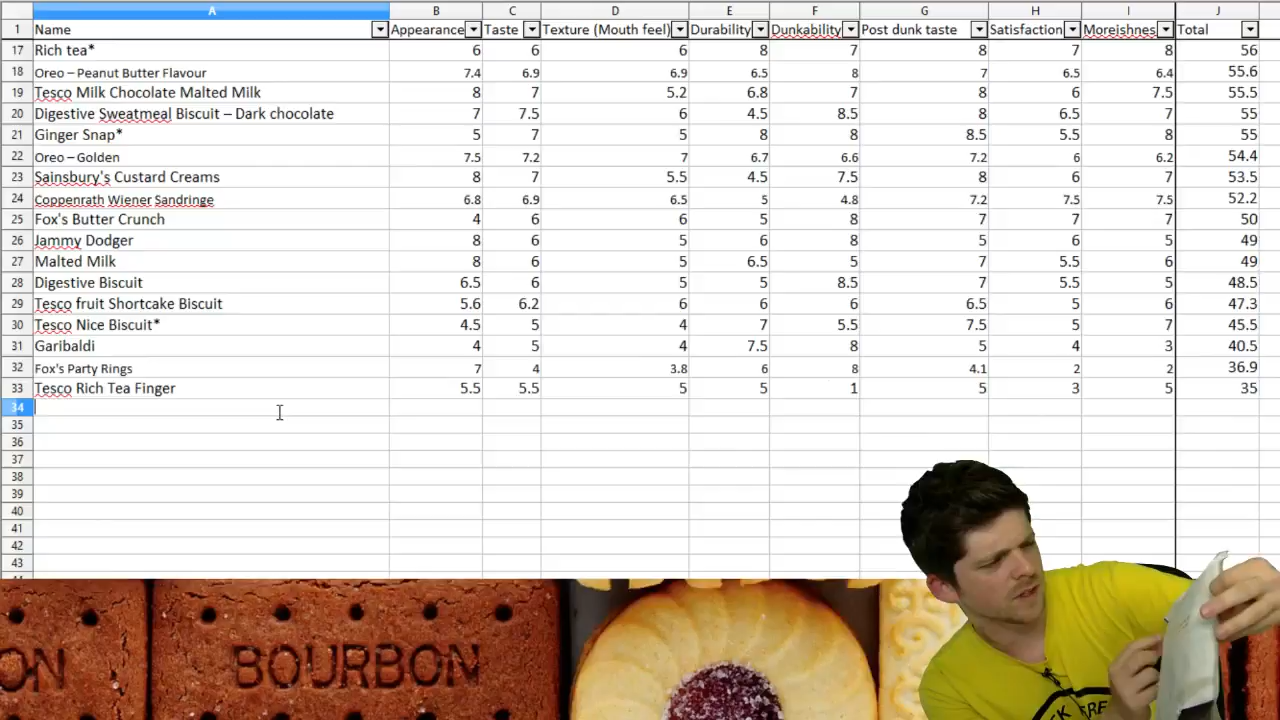 A B C D E F G H I J
1 Name Appearance Taste Texture (Mouth feel) Durability Dunkability Post dunk taste Satisfaction Moreishnes Total
17 Rich tea* 6 6 6 8 7 8 7 8 56
18 Oreo – Peanut Butter Flavour 7.4 6.9 6.9 6.5 8 7 6.5 6.4 55.6
19 Tesco Milk Chocolate Malted Milk 8 7 5.2 6.8 7 8 6 7.5 55.5
20 Digestive Sweatmeal Biscuit – Dark chocolate 7 7.5 6 4.5 8.5 8 6.5 7 55
21 Ginger Snap* 5 7 5 8 8 8.5 5.5 8 55
22 Oreo – Golden 7.5 7.2 7 6.7 6.6 7.2 6 6.2 54.4
23 Sainsbury's Custard Creams 8 7 5.5 4.5 7.5 8 6 7 53.5
24 Coppenrath Wiener Sandringe 6.8 6.9 6.5 5 4.8 7.2 7.5 7.5 52.2
25 Fox's Butter Crunch 4 6 6 5 8 7 7 7 50
26 Jammy Dodger 8 6 5 6 8 5 6 5 49
27 Malted Milk 8 6 5 6.5 5 7 5.5 6 49
28 Digestive Biscuit 6.5 6 5 5 8.5 7 5.5 5 48.5
29 Tesco fruit Shortcake Biscuit 5.6 6.2 6 6 6 6.5 5 6 47.3
30 Tesco Nice Biscuit* 4.5 5 4 7 5.5 7.5 5 7 45.5
31 Garibaldi 4 5 4 7.5 8 5 4 3 40.5
32 Fox's Party Rings 7 4 3.8 6 8 4.1 2 2 36.9
33 Tesco Rich Tea Finger 5.5 5.5 5 5 1 5 3 5 35
34
35
36
37
38
39
40
41
42
43
ON BOURBON